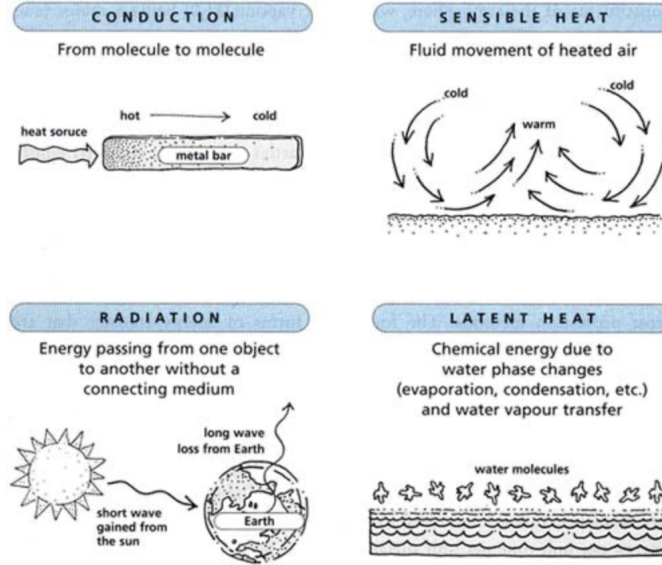 CONDUCTION
From molecule to molecule
hot
cold
heat soruce
metal bar
SENSIBLE HEAT
Fluid movement of heated air
cold
cold
warm
RADIATION
Energy passing from one object
to another without a
connecting medium
long wave
loss from Earth
short wave
gained from
the sun
Earth
LATENT HEAT
Chemical energy due to
water phase changes
(evaporation, condensation, etc.)
and water vapour transfer
water molecules